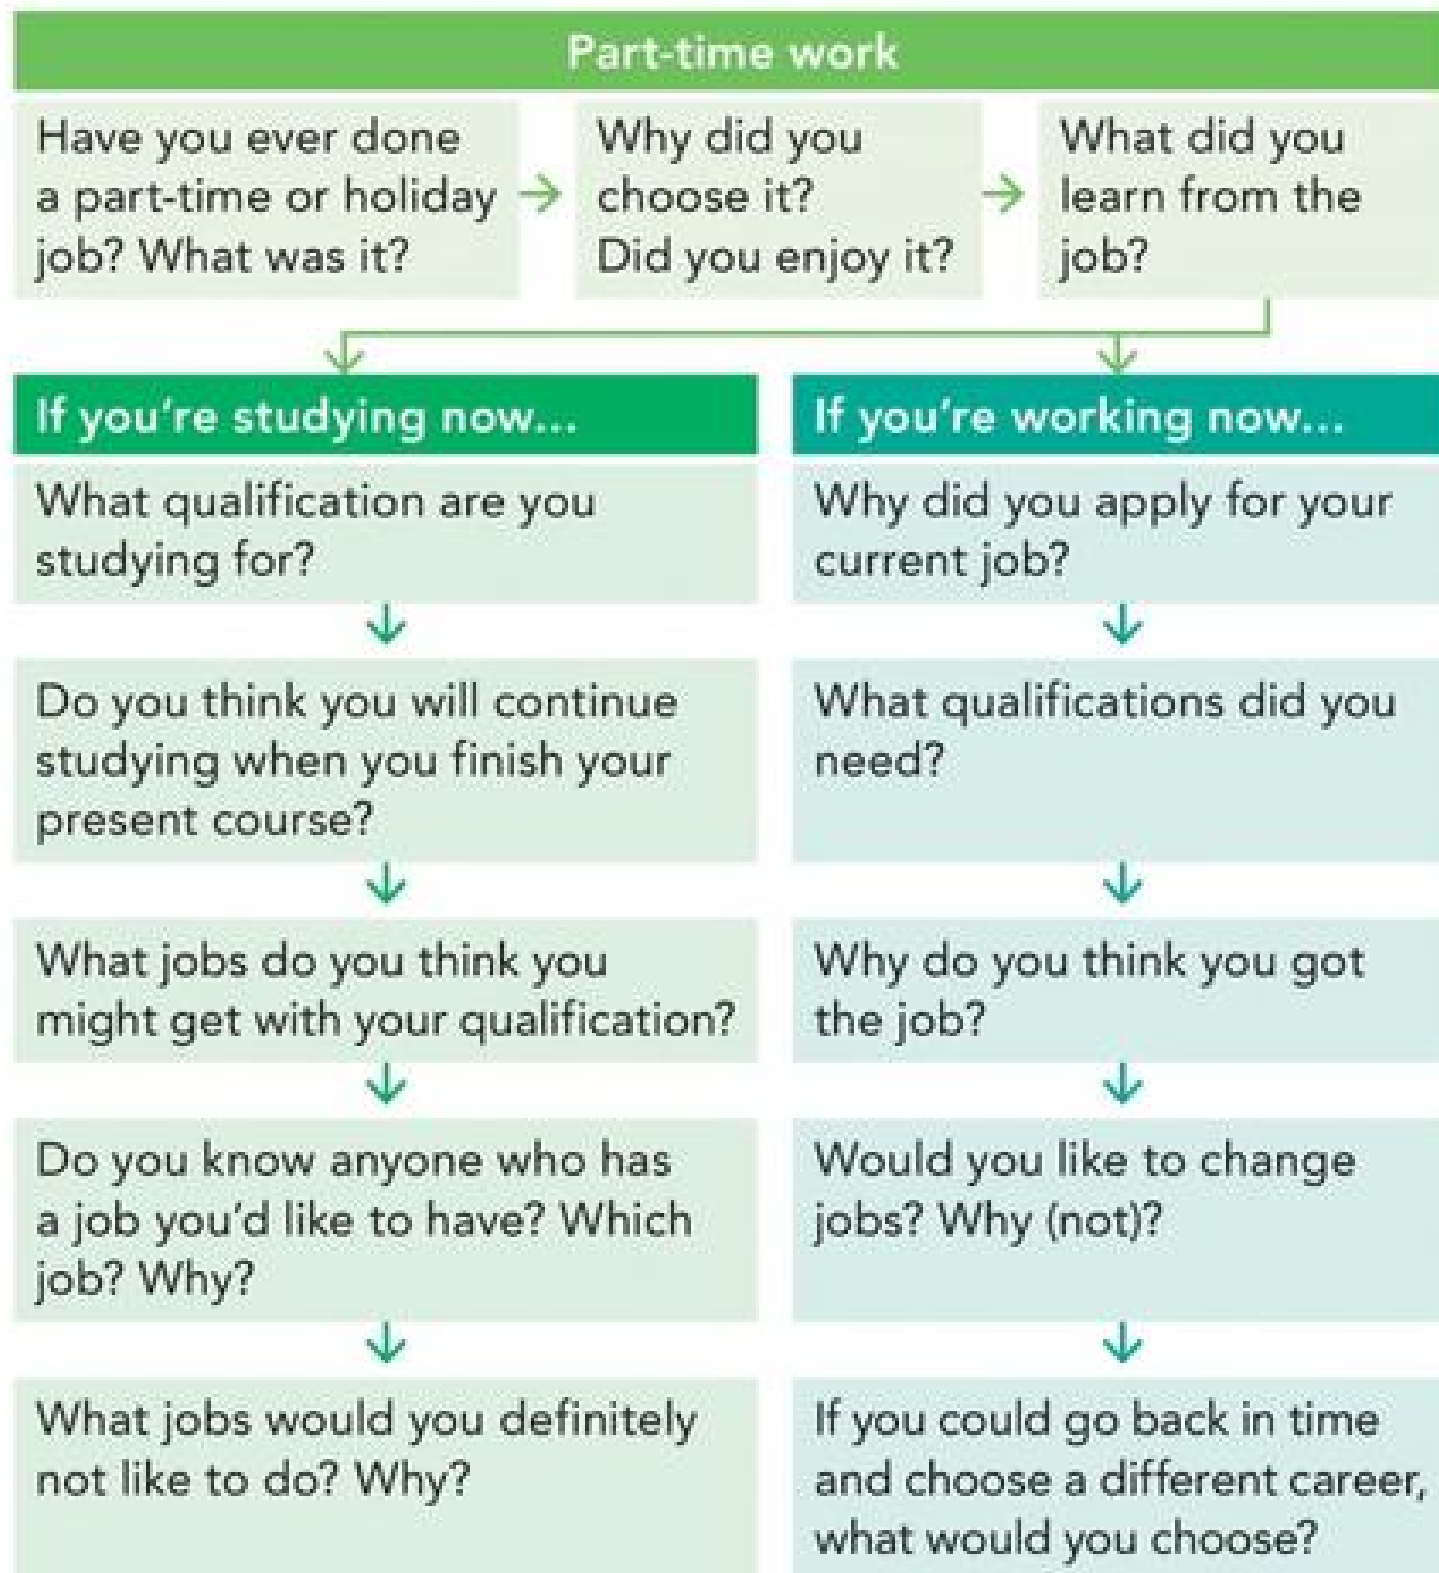 Part-time work
Have you ever done
a part-time or holiday
job? What was it?
Why did you
choose it?
Did you enjoy it?
What did you
learn from the
job?
If you're studying now...
What qualification are you
studying for?
Do you think you will continue
studying when you finish your
present course?
What jobs do you think you
might get with your qualification?
Do you know anyone who has
a job you'd like to have? Which
job? Why?
What jobs would you definitely
not like to do? Why?
If you're working now...
Why did you apply for your
current job?
What qualifications did you
need?
Why do you think you got
the job?
Would you like to change
jobs? Why (not)?
If you could go back in time
and choose a different career,
what would you choose?